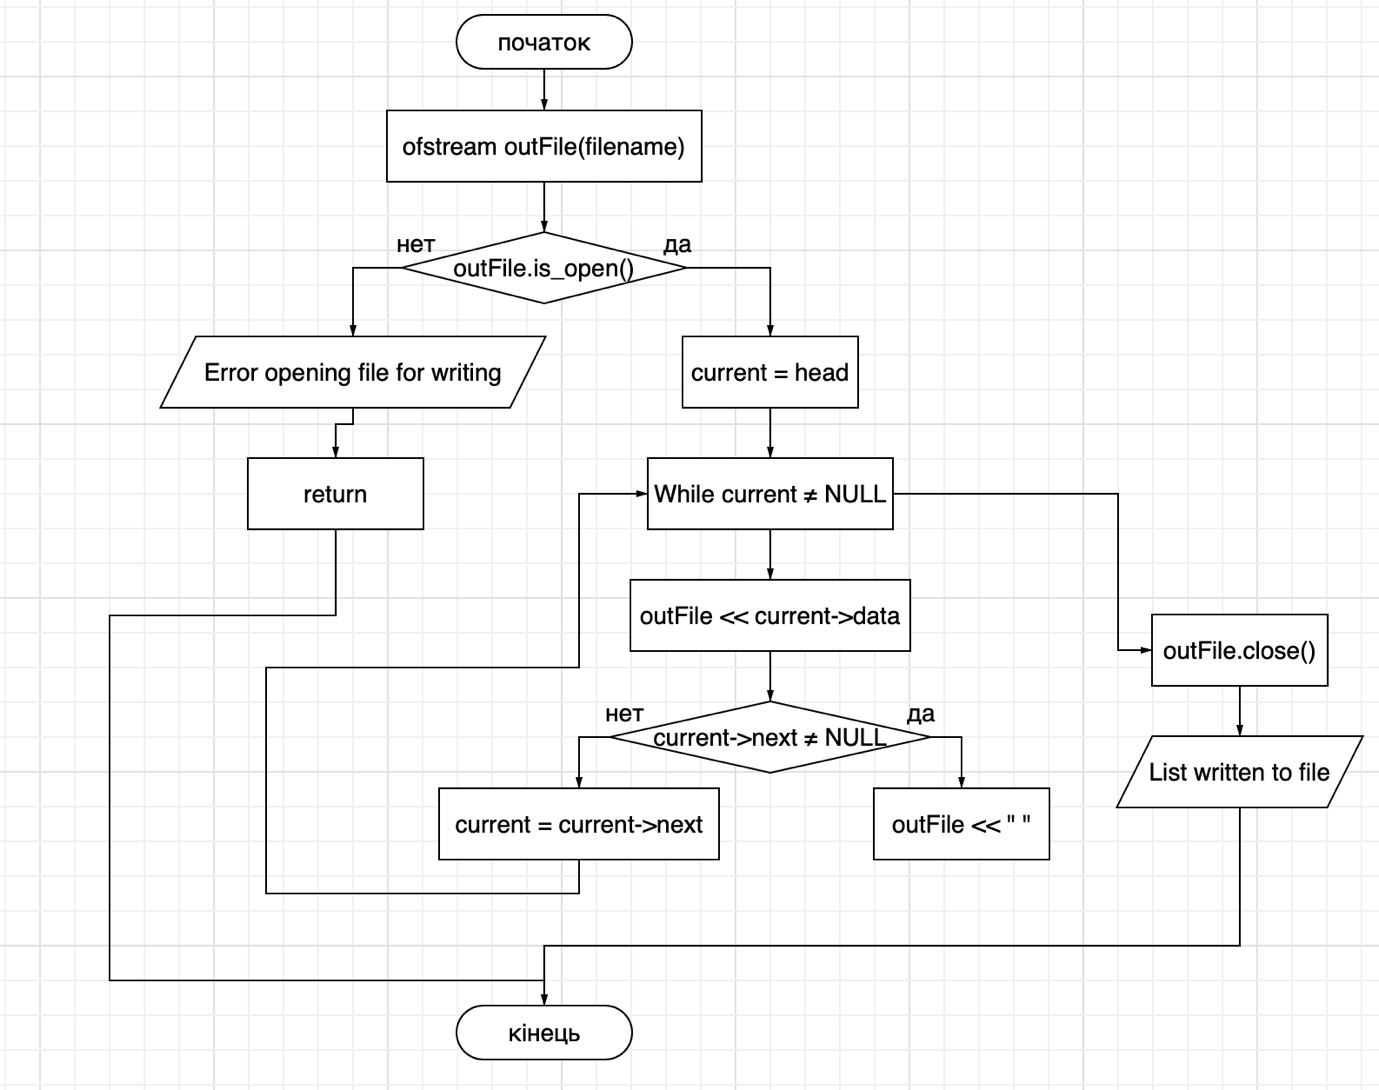 початок
ofstream outFile(filename)
нет
да
outFile.is_open()
Error opening file for writing
current = head
return
While current ≠ NULL
outFile << current->data
outFile.close()
нет
да
current->next ≠ NULL
List written to file
current = current->next
outFile << " "
кінець